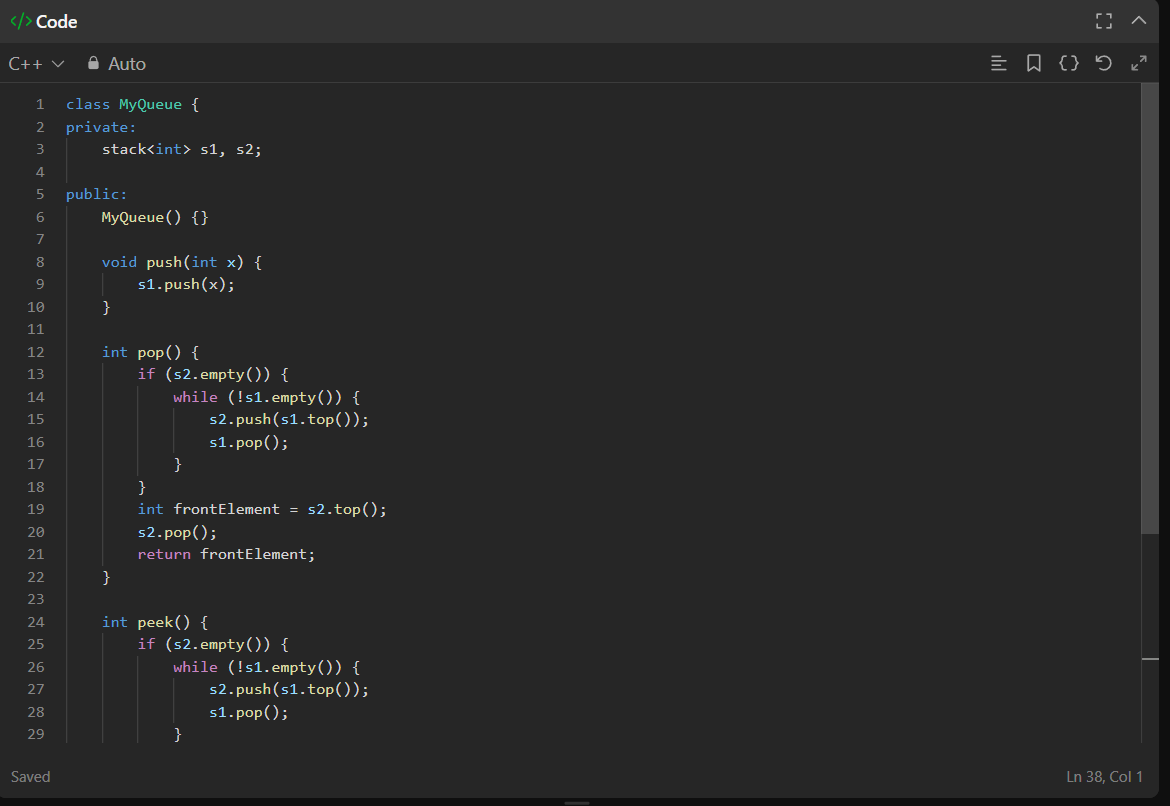 </> Code
C++ Auto
1 class MyQueue {
2 private:
3     stack<int> s1, s2;
4
5 public:
6     MyQueue() {}
7
8     void push(int x) {
9         s1.push(x);
10     }
11
12     int pop() {
13         if (s2.empty()) {
14             while (!s1.empty()) {
15                 s2.push(s1.top());
16                 s1.pop();
17             }
18         }
19         int frontElement = s2.top();
20         s2.pop();
21         return frontElement;
22     }
23
24     int peek() {
25         if (s2.empty()) {
26             while (!s1.empty()) {
27                 s2.push(s1.top());
28                 s1.pop();
29             }
Saved Ln 38, Col 1